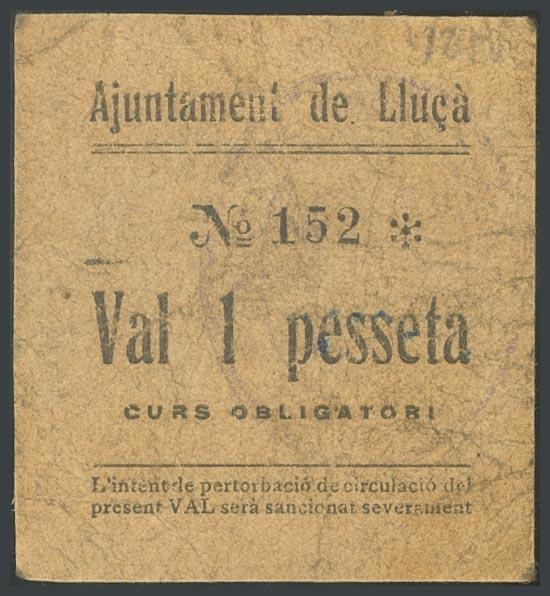 Ajuntament de Lluçà
Nº 152 *
Val 1 pesseta
CURS OBLIGATORI
L'intent de pertorbació de circulació del
present VAL serà sancionat severament